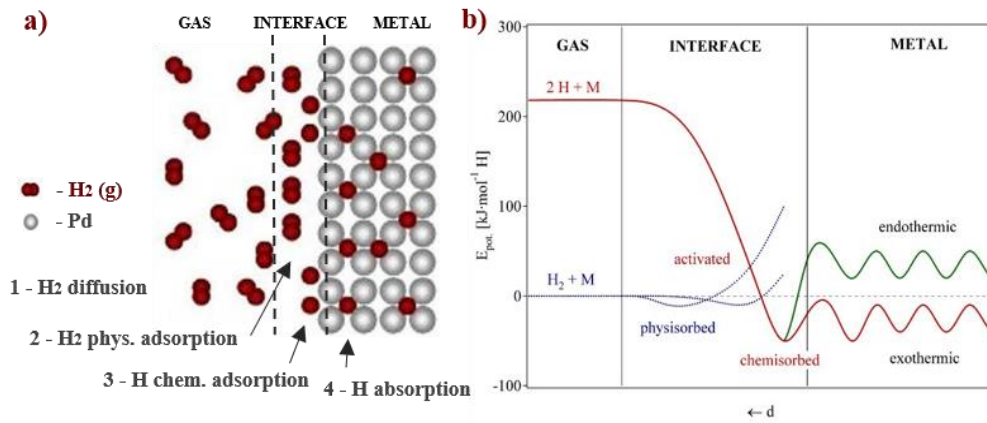 a)
GAS INTERFACE METAL
- H2 (g)
- Pd
1 - H2 diffusion
2 - H2 phys. adsorption
3 - H chem. adsorption
4 - H absorption
b)
GAS INTERFACE METAL
300
200
100
0
-100
E pot. [kJ·mol⁻¹ H]
2 H + M
H₂ + M
activated
physisorbed
chemisorbed
endothermic
exothermic
← d